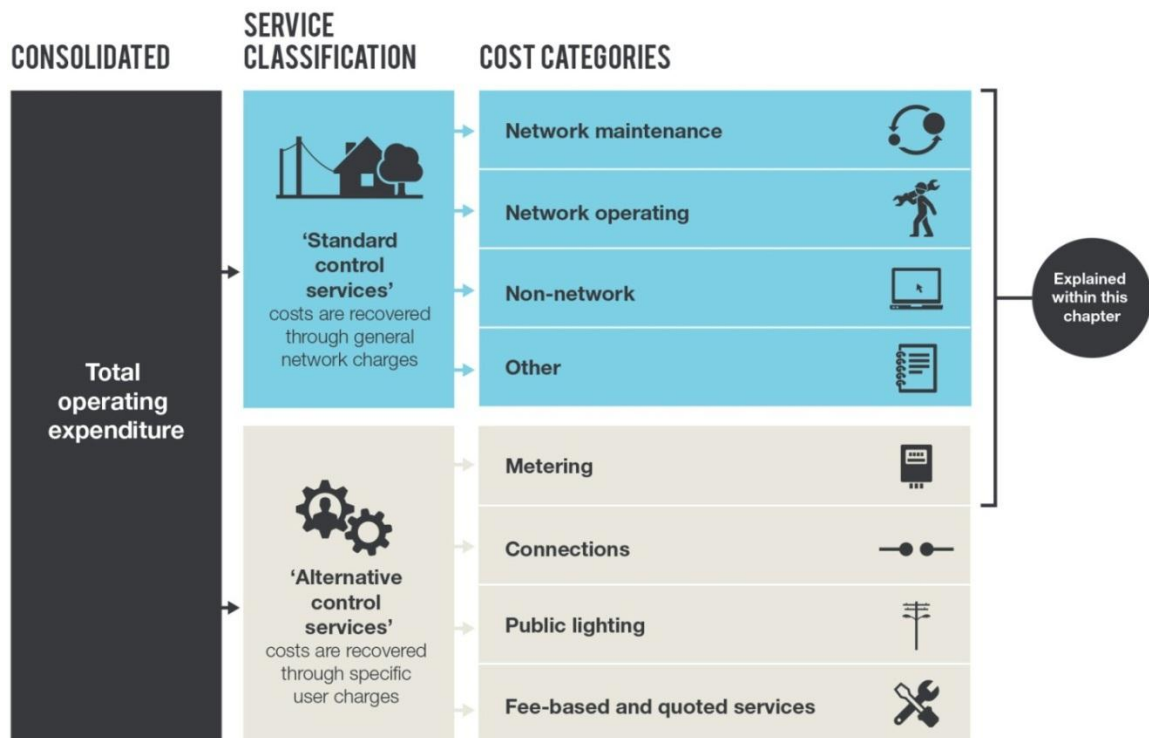 CONSOLIDATED
SERVICE
CLASSIFICATION
COST CATEGORIES
Total
operating
expenditure
‘Standard
control
services’
costs are recovered
through general
network charges
Network maintenance
Network operating
Non-network
Other
‘Alternative
control
services’
costs are recovered
through specific
user charges
Metering
Connections
Public lighting
Fee-based and quoted services
Explained
within this
chapter